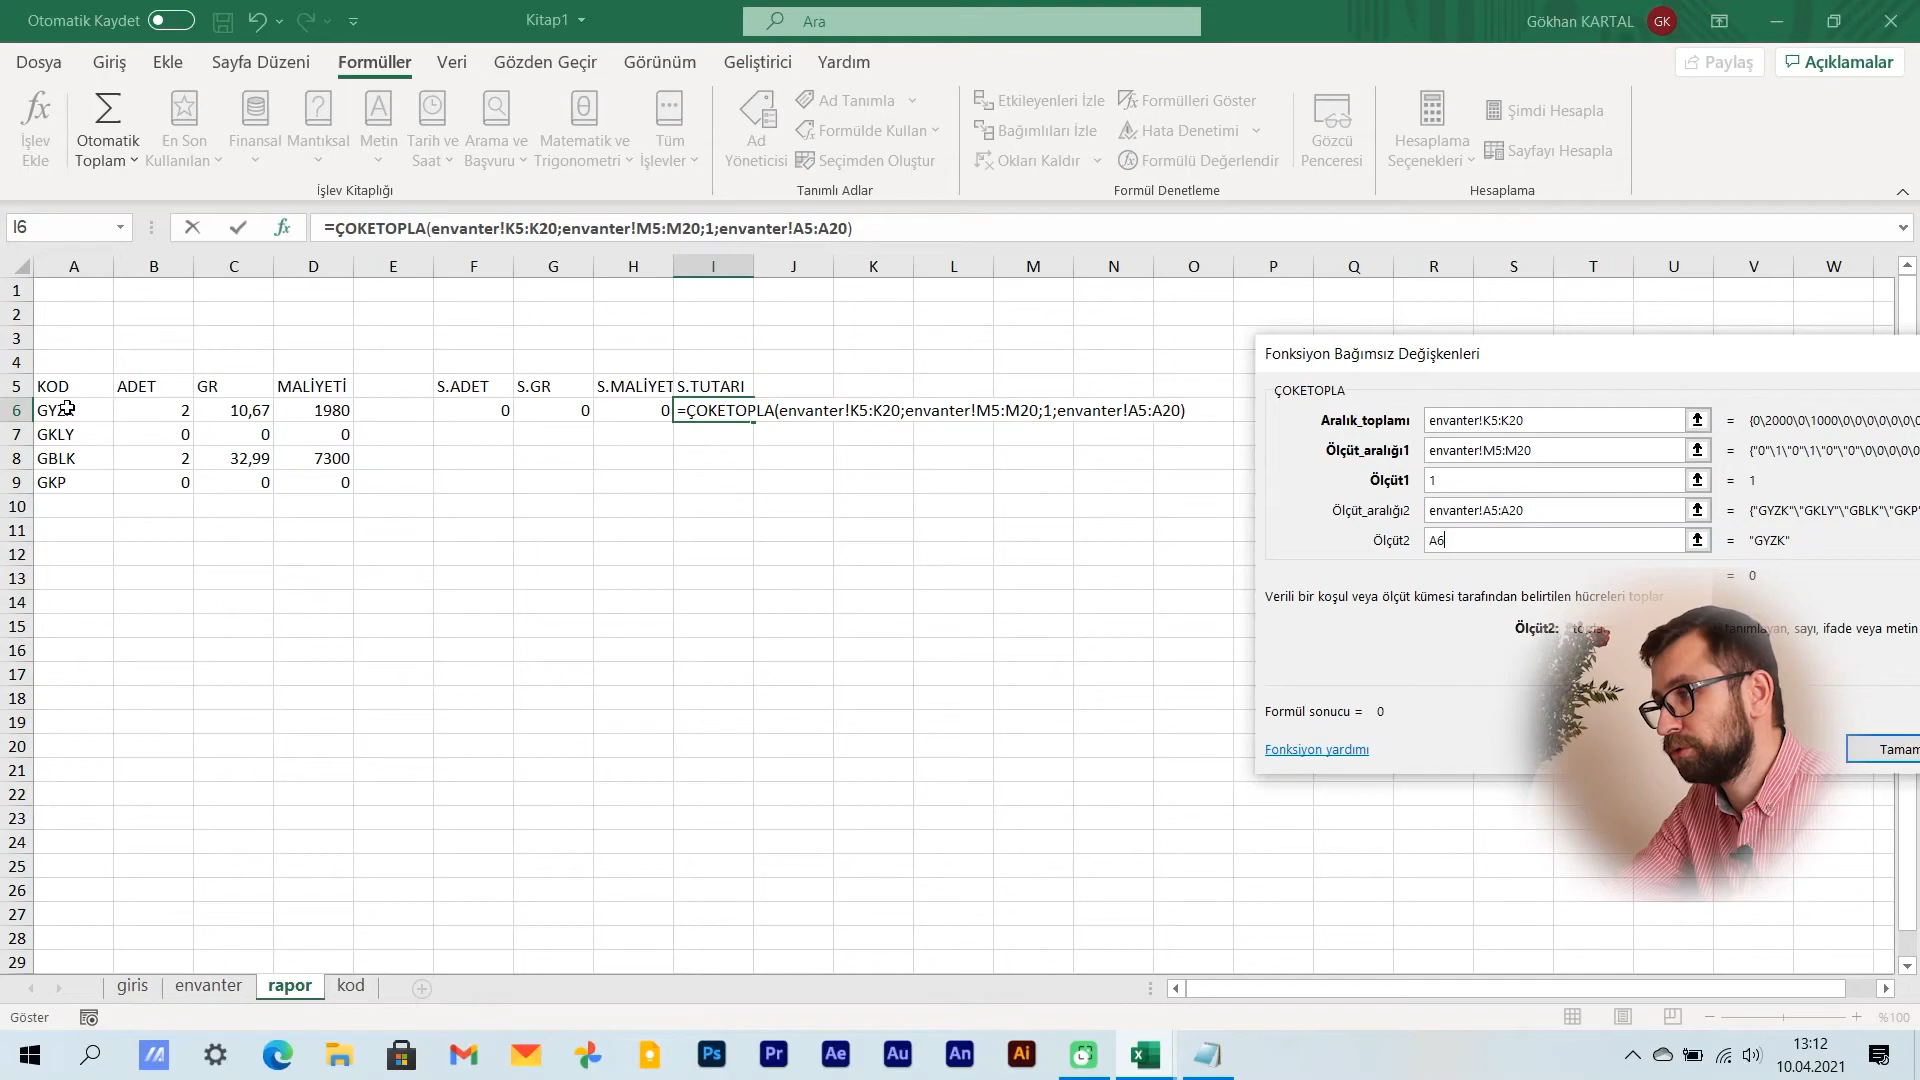 Otomatik Kaydet
Kitap1
Ara
Gökhan KARTAL
GK
Dosya
Giriş
Ekle
Sayfa Düzeni
Formüller
Veri
Gözden Geçir
Görünüm
Geliştirici
Yardım
Paylaş
Açıklamalar
İşlev
Ekle
Otomatik
Toplam
En Son
Kullanılan
Finansal
Mantıksal
Metin
Tarih ve
Saat
Arama ve
Başvuru
Matematik ve
Trigonometri
Tüm
İşlevler
İşlev Kitaplığı
Ad
Yöneticisi
Ad Tanımla
Formülde Kullan
Seçimden Oluştur
Tanımlı Adlar
Etkileyenleri İzle
Bağımlıları İzle
Okları Kaldır
Formülleri Göster
Hata Denetimi
Formülü Değerlendir
Formül Denetleme
Gözcü
Penceresi
Hesaplama
Seçenekleri
Şimdi Hesapla
Sayfayı Hesapla
Hesaplama
I6
fx
=ÇOKETOPLA(envanter!K5:K20;envanter!M5:M20;1;envanter!A5:A20)
A B C D E F G H I J K L M N O P Q R S T U V W
1
2
3
4
5 KOD ADET GR MALİYETİ S.ADET S.GR S.MALİYET S.TUTARI
6 GYZK 2 10,67 1980 0 0 0 =ÇOKETOPLA(envanter!K5:K20;envanter!M5:M20;1;envanter!A5:A20)
7 GKLY 0 0 0
8 GBLK 2 32,99 7300
9 GKP 0 0 0
10
11
12
13
14
15
16
17
18
19
20
21
22
23
24
25
26
27
28
29
Fonksiyon Bağımsız Değişkenleri
ÇOKETOPLA
Aralık_toplamı envanter!K5:K20 = {0\2000\0\1000\0\0\0\0\0\0\0
Ölçüt_aralığı1 envanter!M5:M20 = {"0"\1\"0"\1\"0"\"0"\0\0\0\0\0
Ölçüt1 1 = 1
Ölçüt_aralığı2 envanter!A5:A20 = {"GYZK"\"GKLY"\"GBLK"\"GKP"
Ölçüt2 A6 = "GYZK"
= 0
Verili bir koşul veya ölçüt kümesi tarafından belirtilen hücreleri toplar
Ölçüt2: tanımlayan, sayı, ifade veya metin
Formül sonucu = 0
Fonksiyon yardımı
Tamam
giris
envanter
rapor
kod
Göster
%100
Ps
Pr
Ae
Au
An
Ai
13:12
10.04.2021